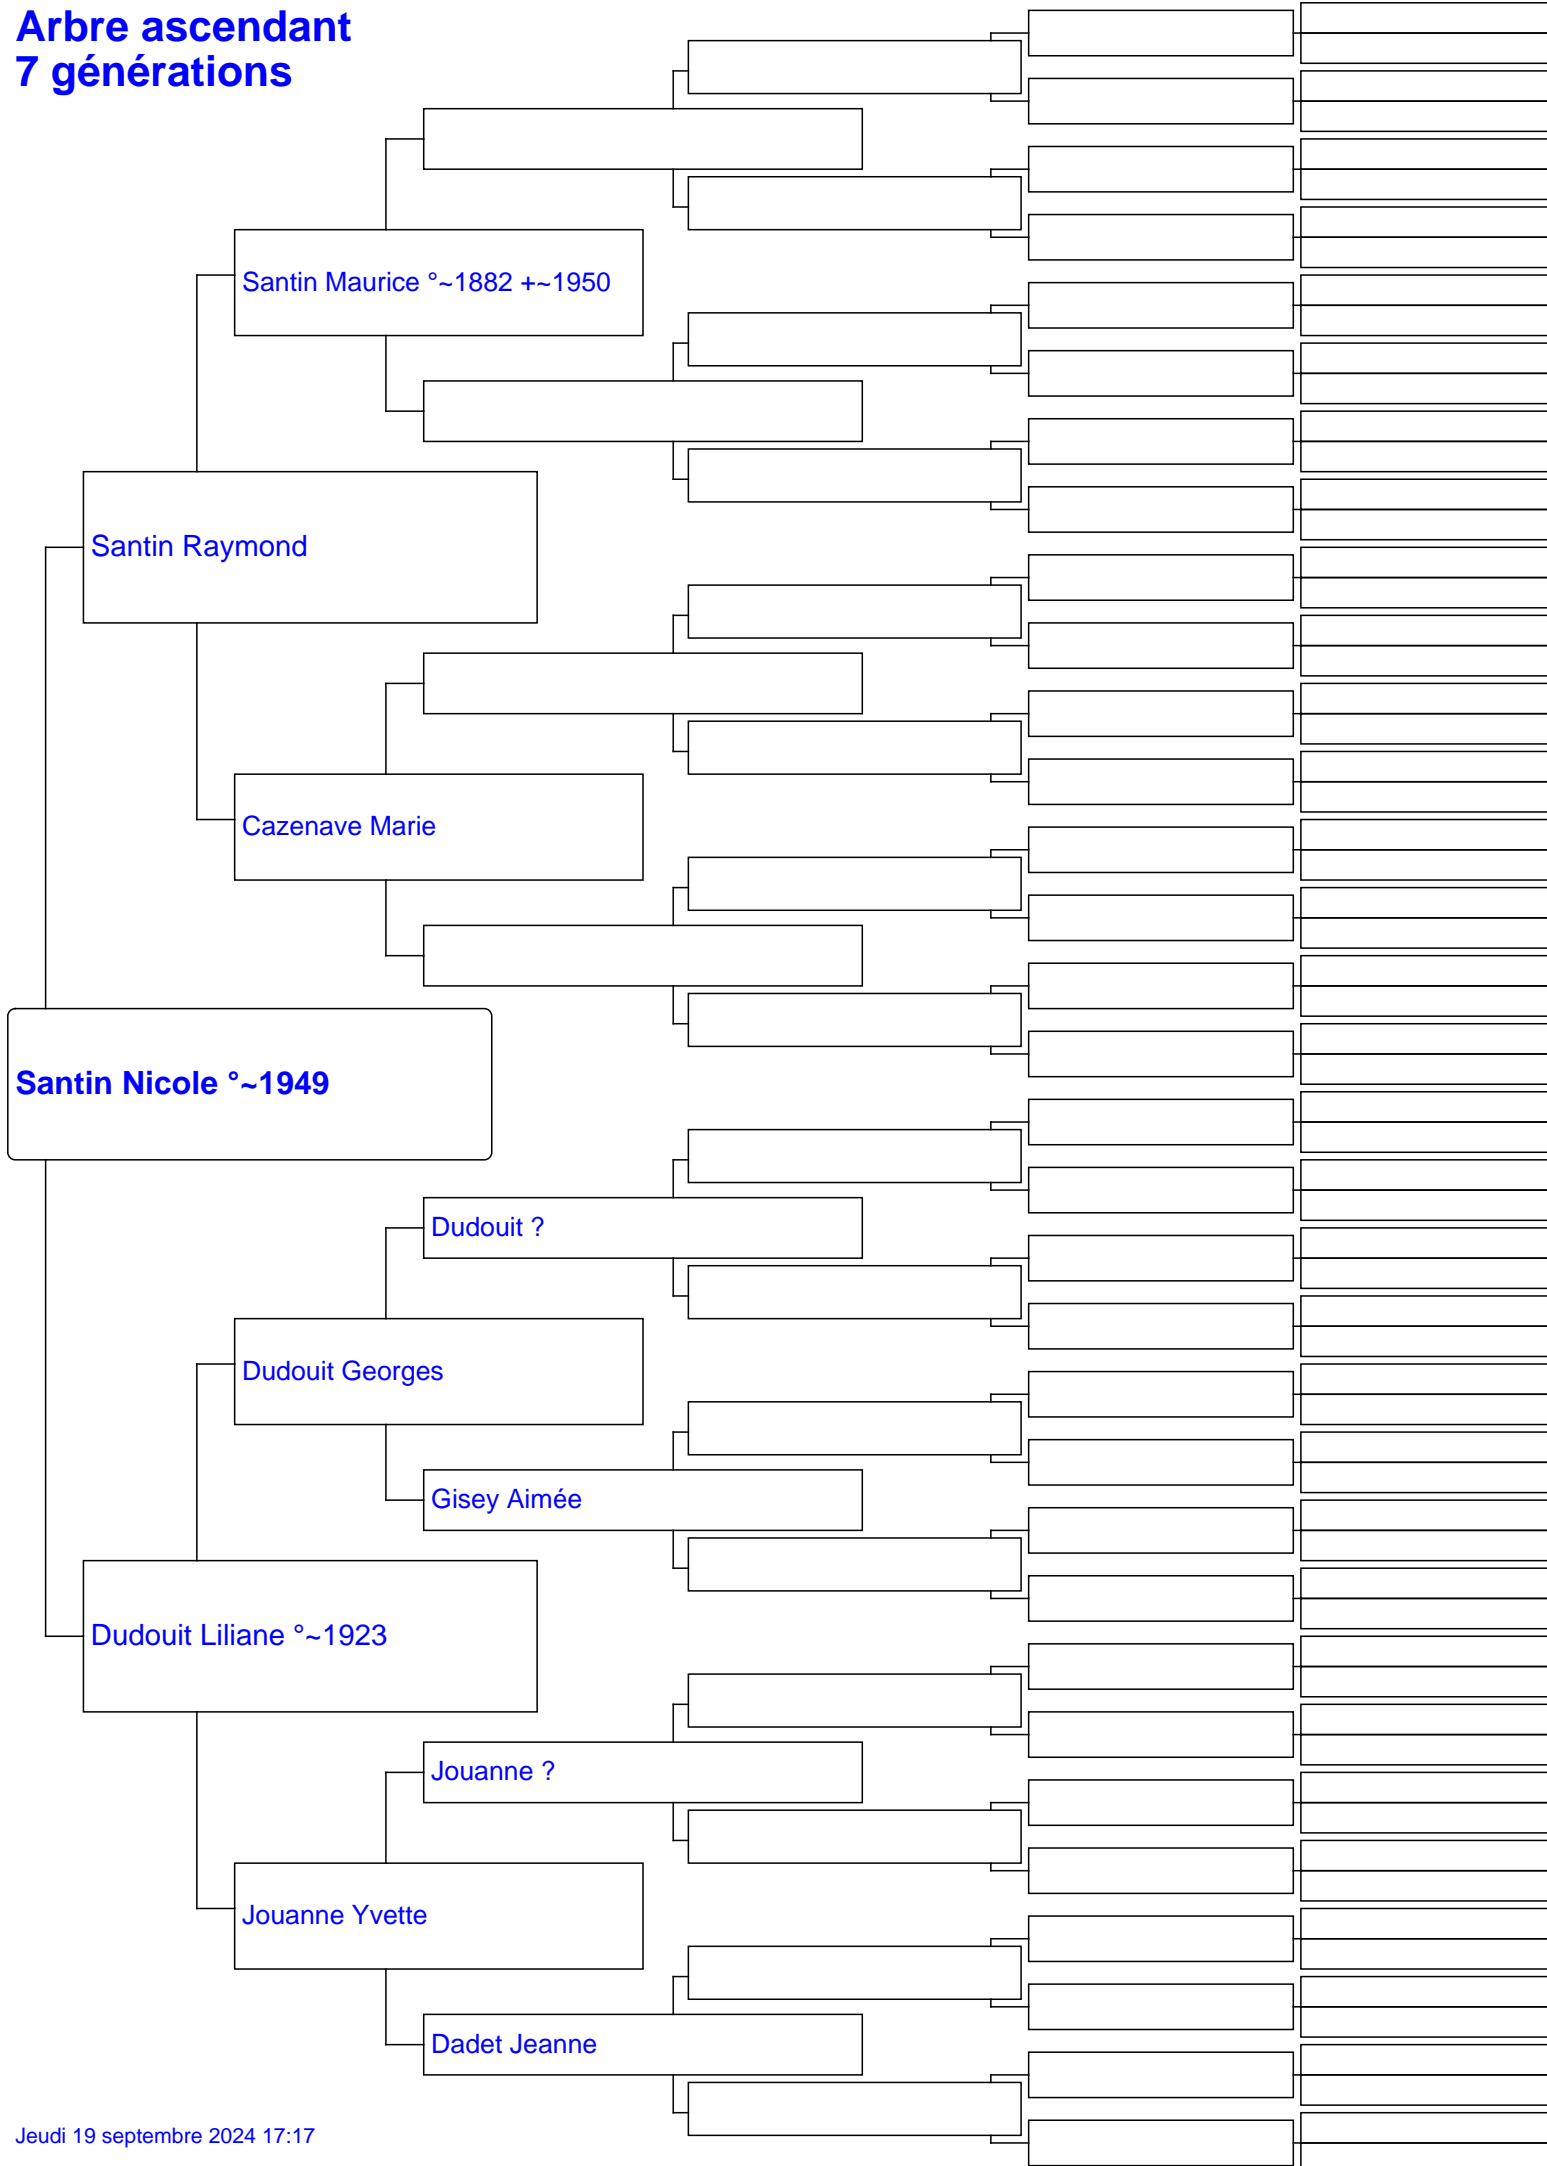 Arbre ascendant
7 générations
Santin Maurice °~1882 +~1950
Santin Raymond
Cazenave Marie
Santin Nicole °~1949
Dudouit ?
Dudouit Georges
Gisey Aimée
Dudouit Liliane °~1923
Jouanne ?
Jouanne Yvette
Dadet Jeanne
Jeudi 19 septembre 2024 17:17